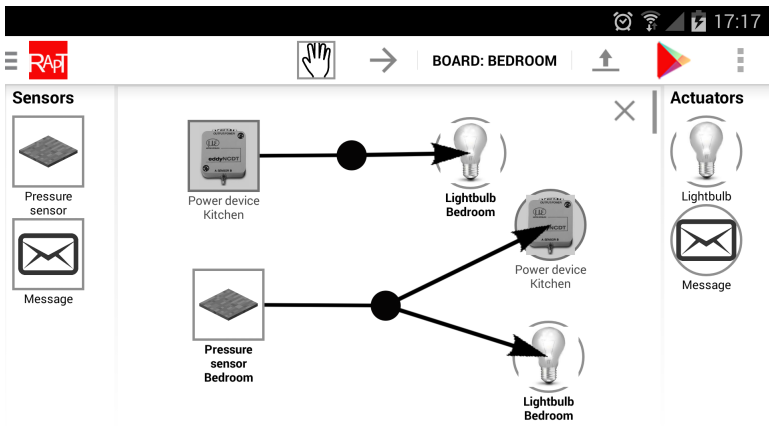 17:17
RAPT
BOARD: BEDROOM
Sensors
Pressure
sensor
Message
Power device
Kitchen
Lightbulb
Bedroom
Power device
Kitchen
Pressure
sensor
Bedroom
Lightbulb
Bedroom
Actuators
Lightbulb
Message
eddyNCDT